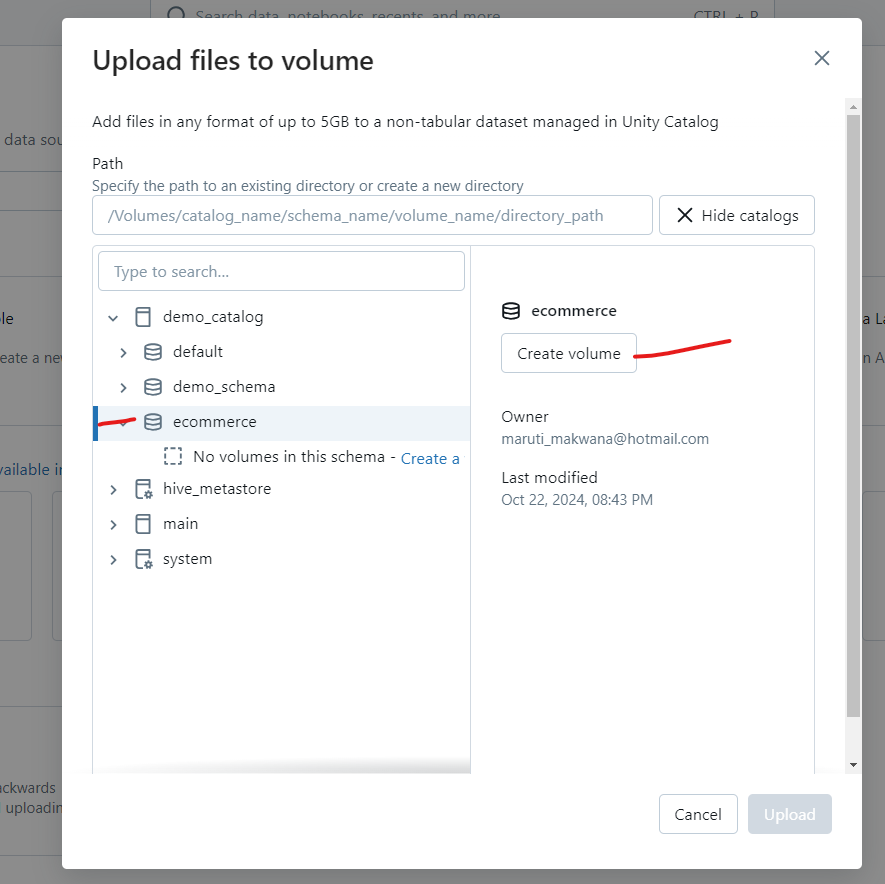 Search data, notebooks, recents, and more... CTRL + P
Upload files to volume
Add files in any format of up to 5GB to a non-tabular dataset managed in Unity Catalog
Path
Specify the path to an existing directory or create a new directory
/Volumes/catalog_name/schema_name/volume_name/directory_path
Hide catalogs
Type to search...
demo_catalog
default
demo_schema
ecommerce
No volumes in this schema - Create a
hive_metastore
main
system
ecommerce
Create volume
Owner
maruti_makwana@hotmail.com
Last modified
Oct 22, 2024, 08:43 PM
Cancel
Upload
data sou
le
eate a new
vailable in
ackwards
uploadin
a La
n A